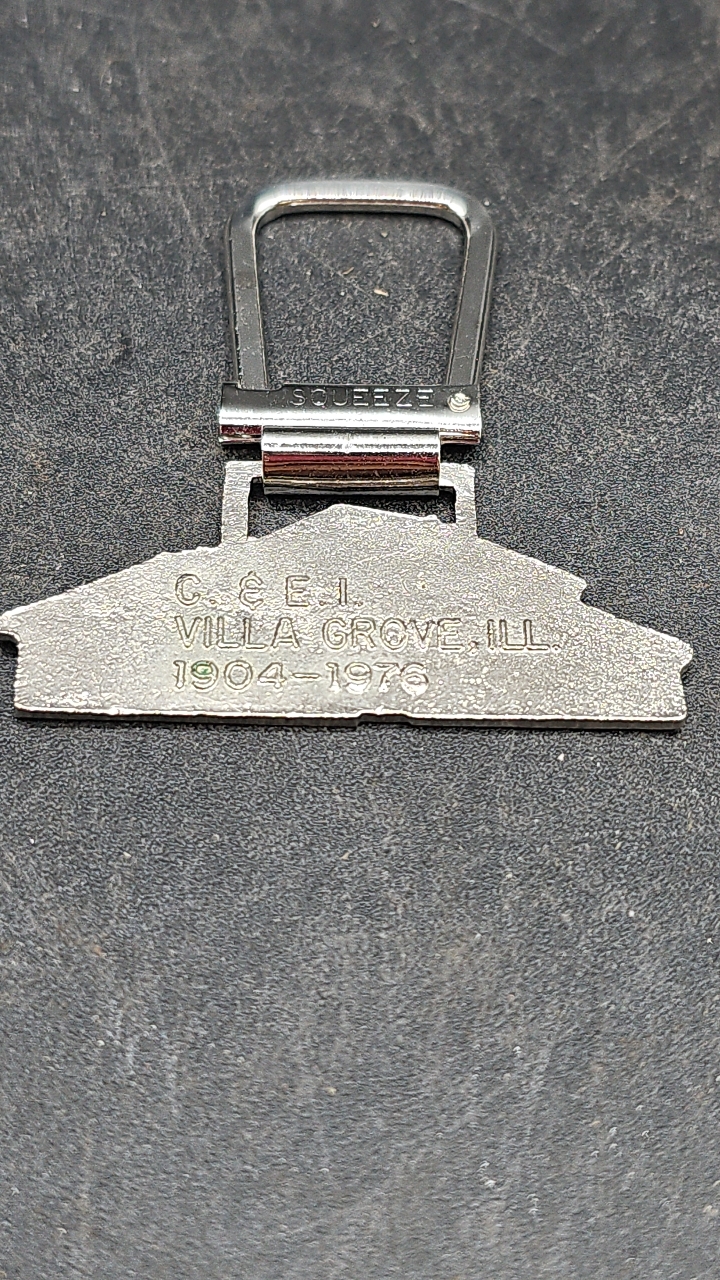 SQUEEZE
C. & E. I.
VILLA GROVE, ILL.
1904-1976